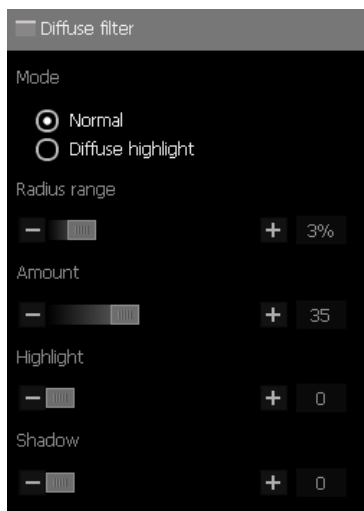 Diffuse filter
Mode
Normal
Diffuse highlight
Radius range
3%
Amount
35
Highlight
0
Shadow
0